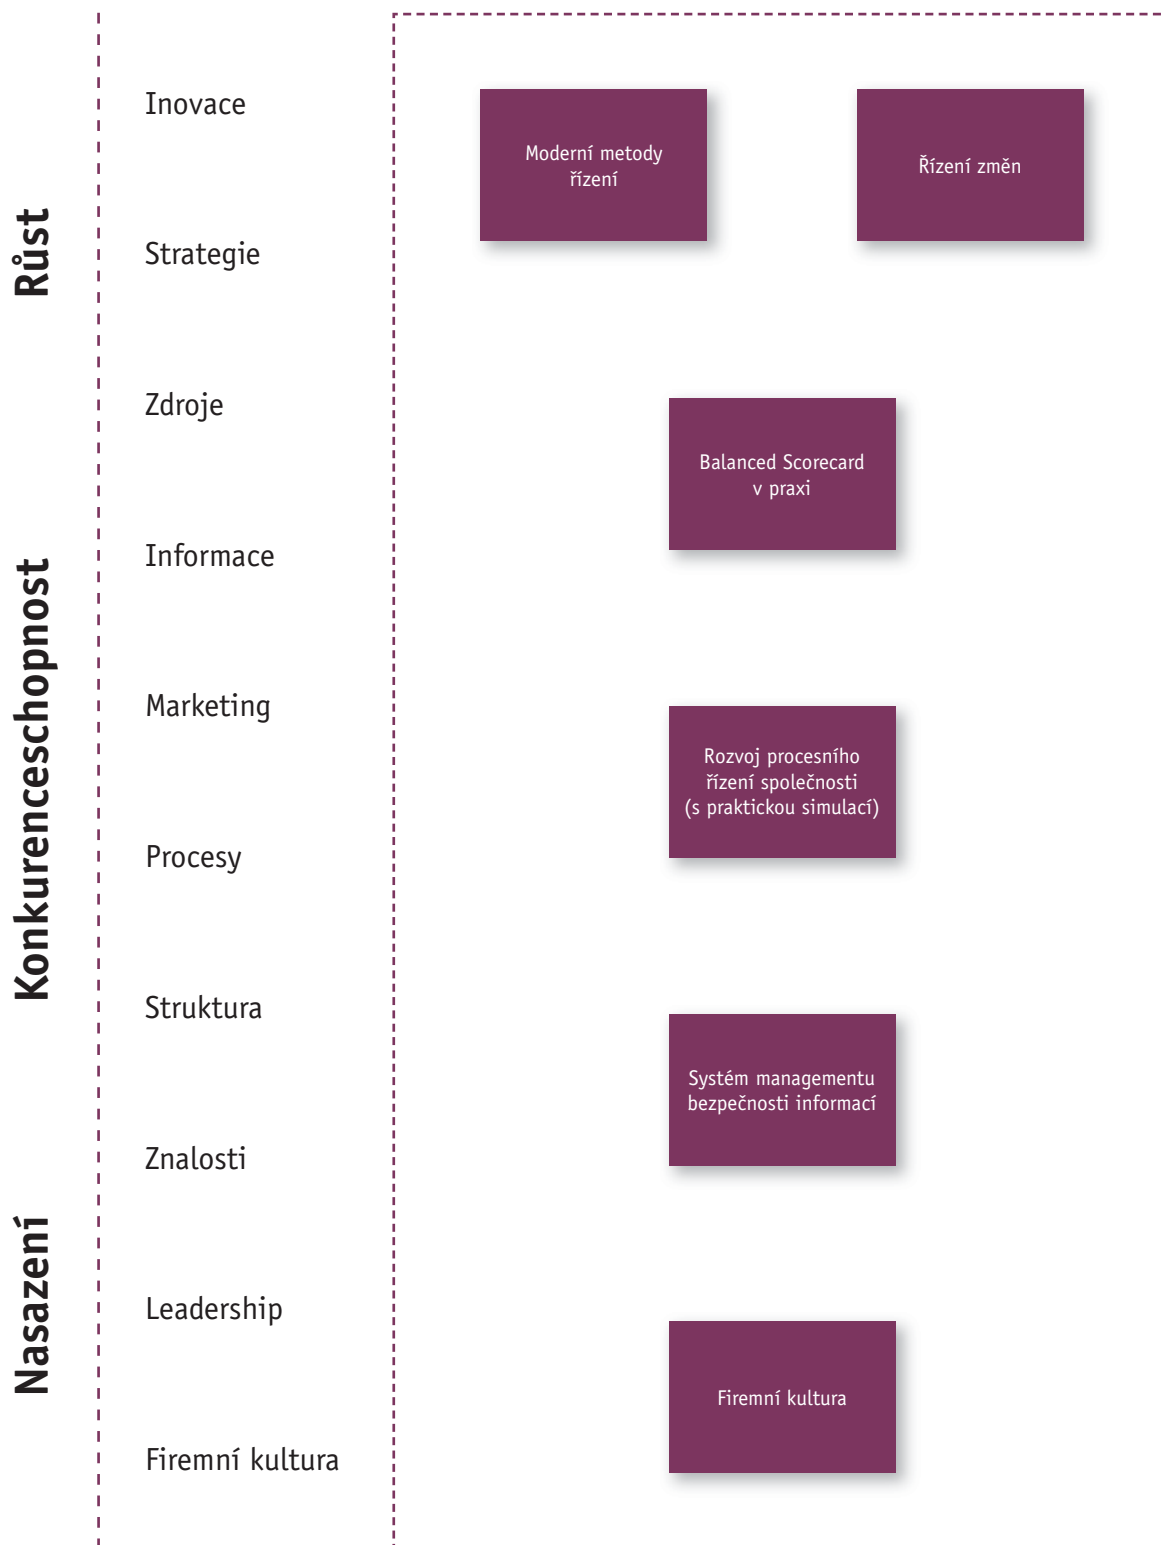 Růst
Konkurenceschopnost
Nasazení
Inovace
Strategie
Zdroje
Informace
Marketing
Procesy
Struktura
Znalosti
Leadership
Firemní kultura
Moderní metody
řízení
Řízení změn
Balanced Scorecard
v praxi
Rozvoj procesního
řízení společnosti
(s praktickou simulací)
Systém managementu
bezpečnosti informací
Firemní kultura